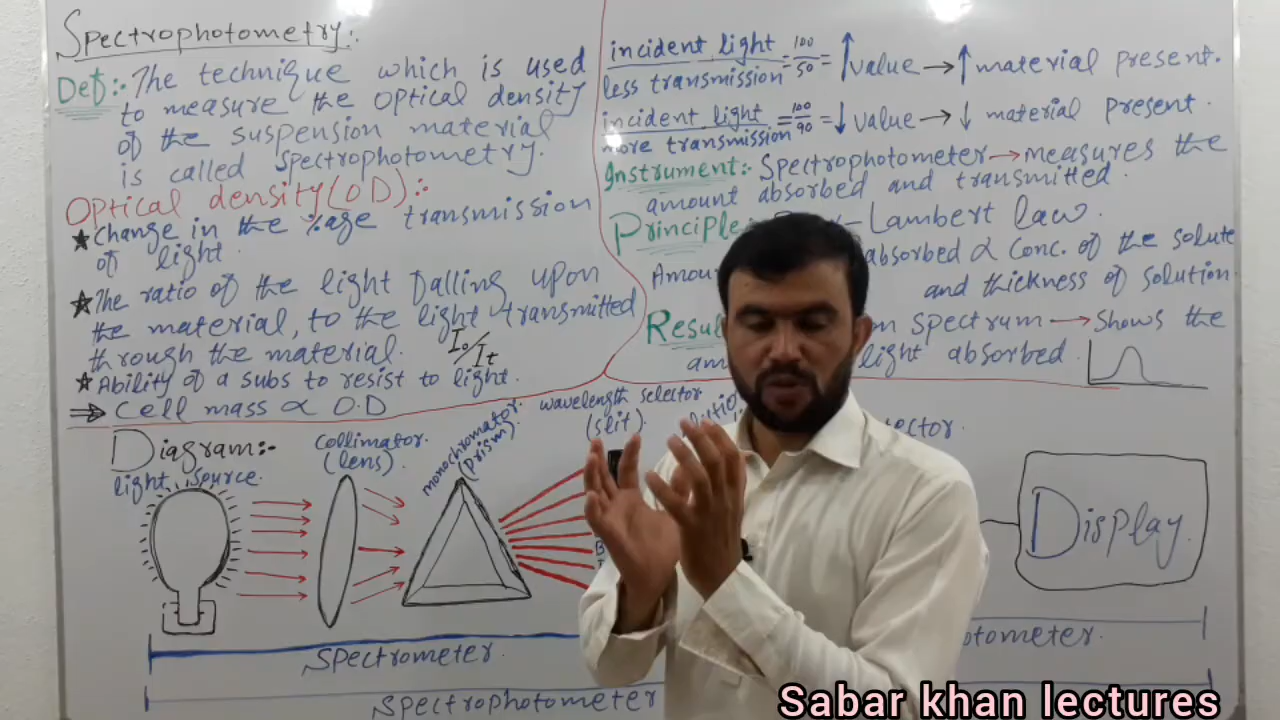 Spectrophotometry:
Def:- The technique which is used
to measure the optical density
of the suspension material
is called spectrophotometry.
Optical density (O D):-
★ Change in the %age transmission
of light.
★ The ratio of the light falling upon
the material, to the light transmitted
through the material. Io/It
★ Ability of a subs to resist to light.
⇒ Cell mass ∝ O.D
incident light
less transmission = 100/50 = ↑ value → ↑ material present.
incident light
more transmission = 100/90 = ↓ value → ↓ material present.
Instrument:- Spectrophotometer → measures the
amount absorbed and transmitted.
Principle:- Lambert law.
absorbed ∝ conc. of the solute
and thickness of solution.
spectrum → shows the
light absorbed.
Diagram:-
light source.
Collimator.
(lens)
monochromator.
(prism)
wavelength selector
(slit).
Display
Spectrometer.
Spectrophotometer
Sabar khan lectures